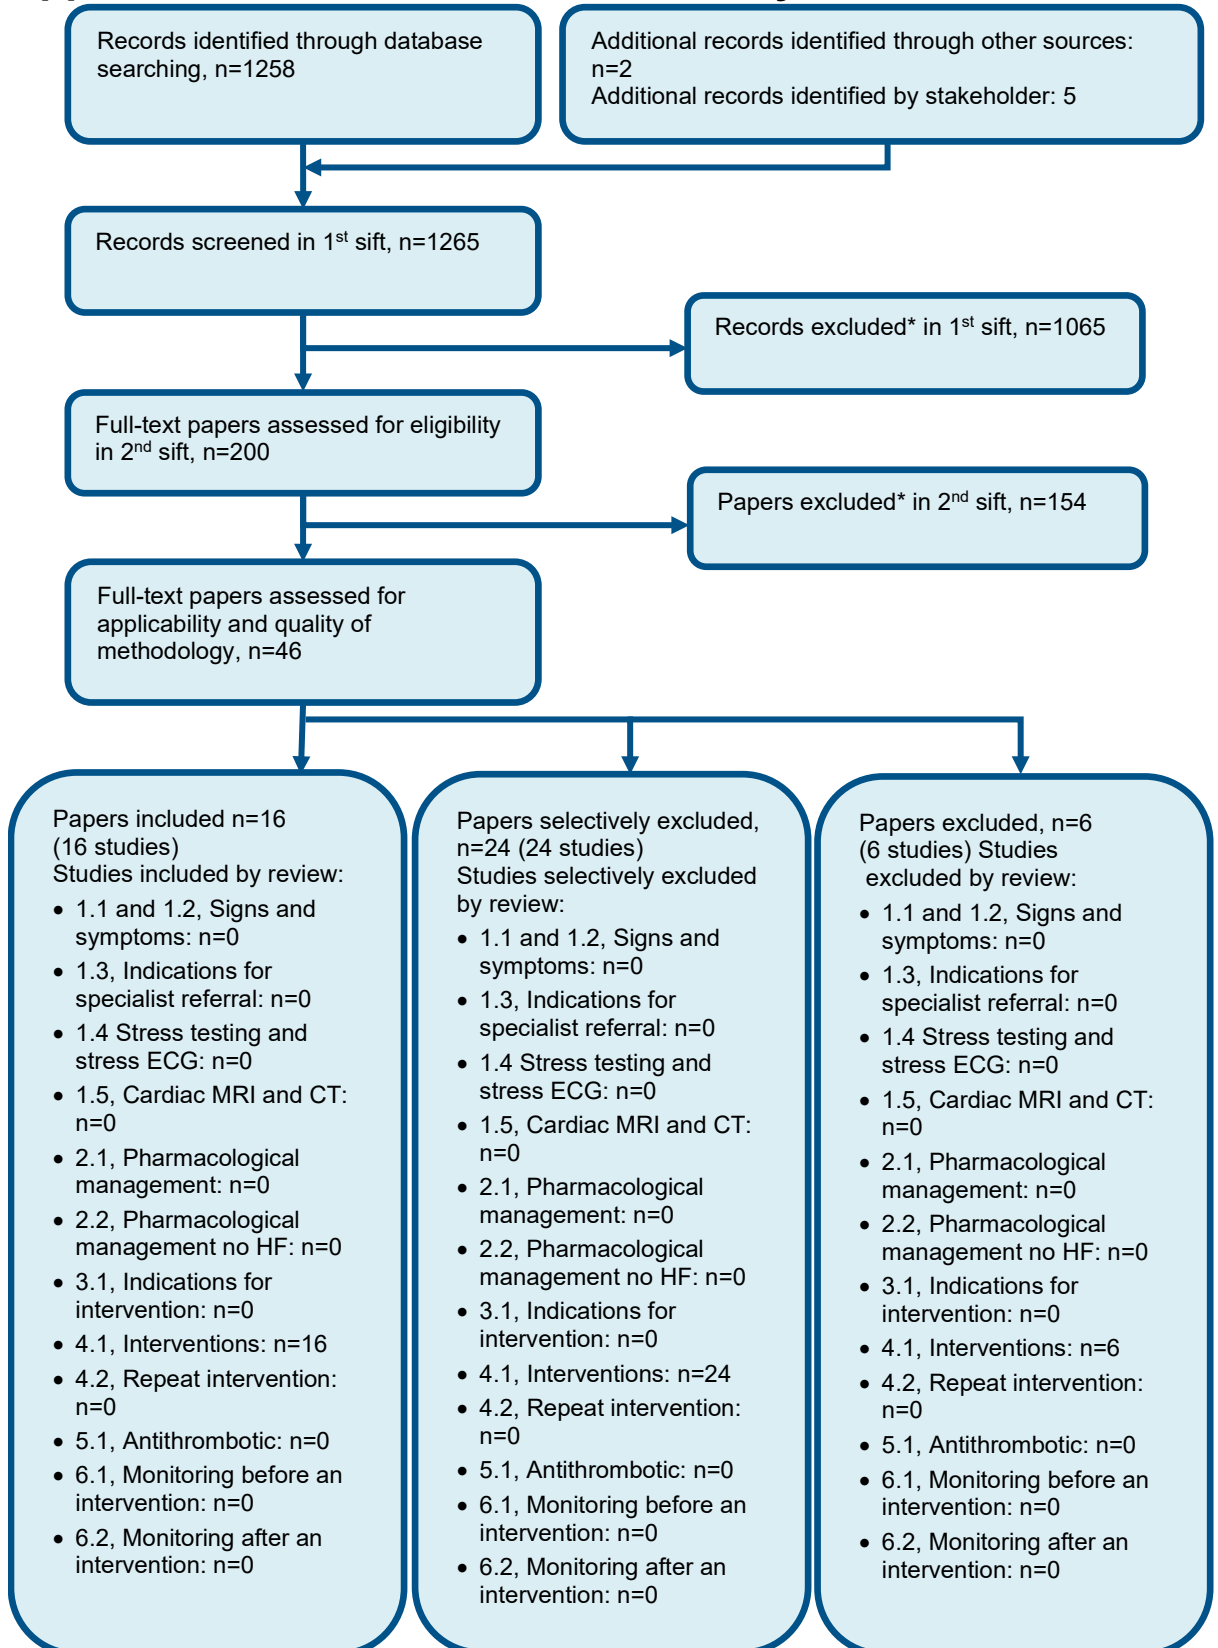 Records identified through database
searching, n=1258
Additional records identified through other sources:
n=2
Additional records identified by stakeholder: 5
Records screened in 1st sift, n=1265
Records excluded* in 1st sift, n=1065
Full-text papers assessed for eligibility
in 2nd sift, n=200
Papers excluded* in 2nd sift, n=154
Full-text papers assessed for
applicability and quality of
methodology, n=46
Papers included n=16
(16 studies)
Studies included by review:
• 1.1 and 1.2, Signs and
symptoms: n=0
• 1.3, Indications for
specialist referral: n=0
• 1.4 Stress testing and
stress ECG: n=0
• 1.5, Cardiac MRI and CT:
n=0
• 2.1, Pharmacological
management: n=0
• 2.2, Pharmacological
management no HF: n=0
• 3.1, Indications for
intervention: n=0
• 4.1, Interventions: n=16
• 4.2, Repeat intervention:
n=0
• 5.1, Antithrombotic: n=0
• 6.1, Monitoring before an
intervention: n=0
• 6.2, Monitoring after an
intervention: n=0
Papers selectively excluded,
n=24 (24 studies)
Studies selectively excluded
by review:
• 1.1 and 1.2, Signs and
symptoms: n=0
• 1.3, Indications for
specialist referral: n=0
• 1.4 Stress testing and
stress ECG: n=0
• 1.5, Cardiac MRI and CT:
n=0
• 2.1, Pharmacological
management: n=0
• 2.2, Pharmacological
management no HF: n=0
• 3.1, Indications for
intervention: n=0
• 4.1, Interventions: n=24
• 4.2, Repeat intervention:
n=0
• 5.1, Antithrombotic: n=0
• 6.1, Monitoring before an
intervention: n=0
• 6.2, Monitoring after an
intervention: n=0
Papers excluded, n=6
(6 studies) Studies
excluded by review:
• 1.1 and 1.2, Signs and
symptoms: n=0
• 1.3, Indications for
specialist referral: n=0
• 1.4 Stress testing and
stress ECG: n=0
• 1.5, Cardiac MRI and CT:
n=0
• 2.1, Pharmacological
management: n=0
• 2.2, Pharmacological
management no HF: n=0
• 3.1, Indications for
intervention: n=0
• 4.1, Interventions: n=6
• 4.2, Repeat intervention:
n=0
• 5.1, Antithrombotic: n=0
• 6.1, Monitoring before an
intervention: n=0
• 6.2, Monitoring after an
intervention: n=0